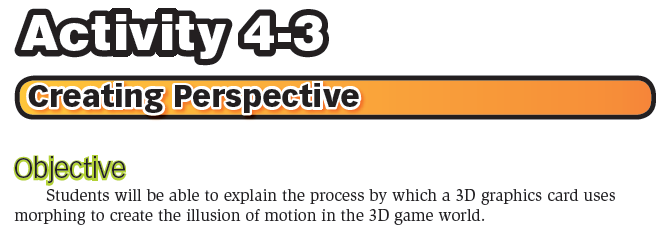 Activity 4-3
Creating Perspective
Objective
Students will be able to explain the process by which a 3D graphics card uses
morphing to create the illusion of motion in the 3D game world.